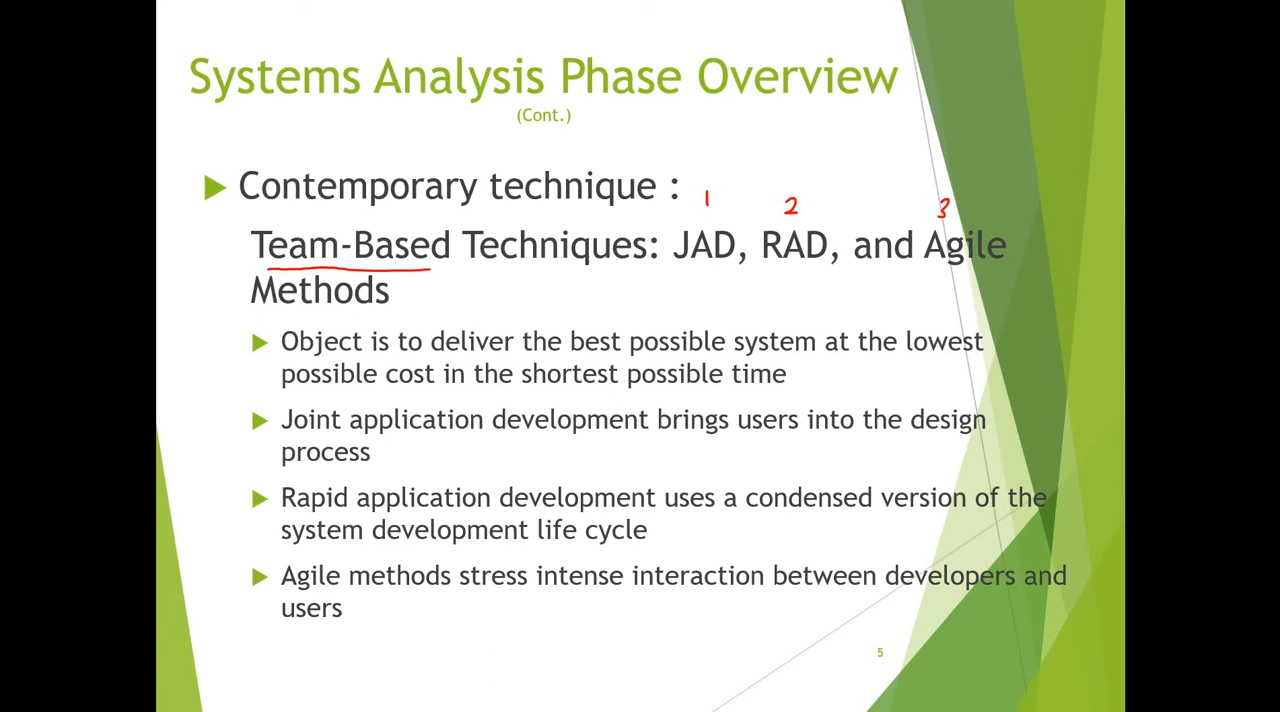 Systems Analysis Phase Overview
(Cont.)
Contemporary technique :
1 2 3
Team-Based Techniques: JAD, RAD, and Agile
Methods
Object is to deliver the best possible system at the lowest
possible cost in the shortest possible time
Joint application development brings users into the design
process
Rapid application development uses a condensed version of the
system development life cycle
Agile methods stress intense interaction between developers and
users
5